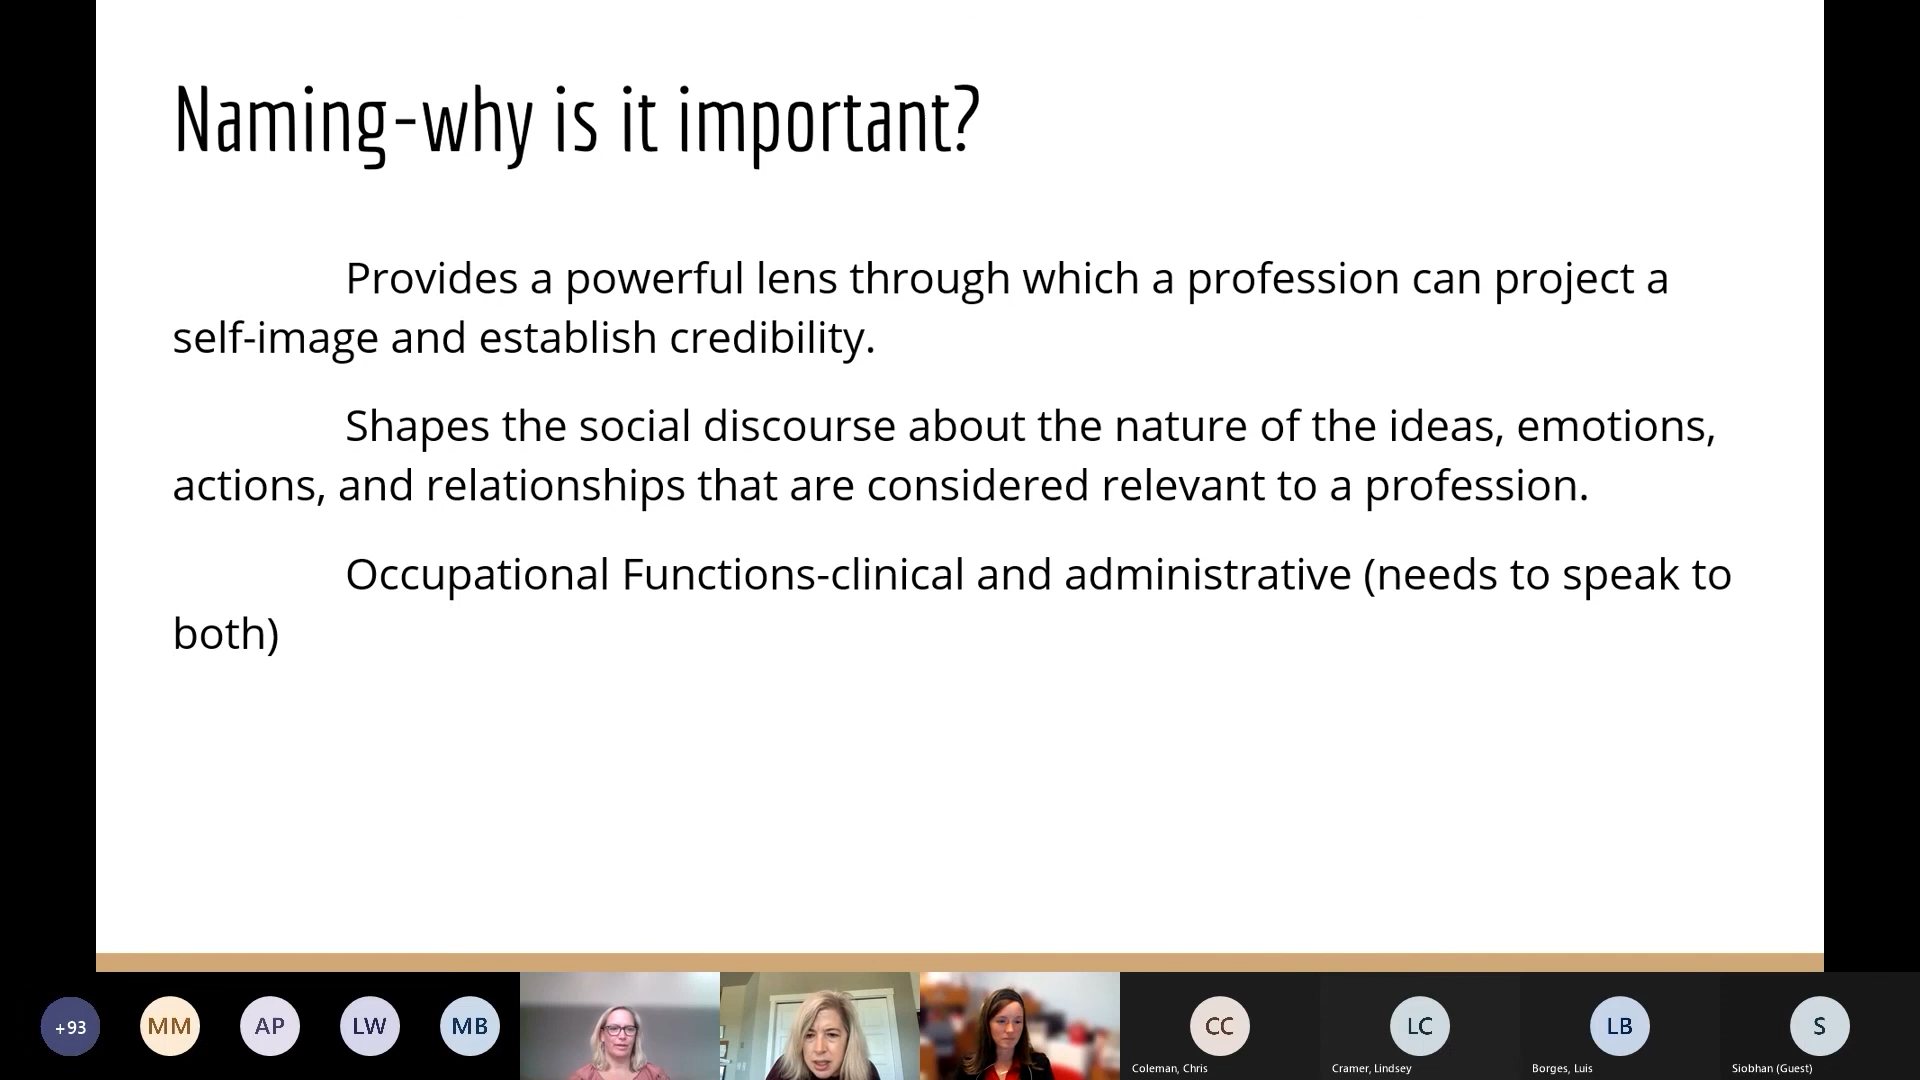 Naming-why is it important?
Provides a powerful lens through which a profession can project a
self-image and establish credibility.
Shapes the social discourse about the nature of the ideas, emotions,
actions, and relationships that are considered relevant to a profession.
Occupational Functions-clinical and administrative (needs to speak to
both)
+93 MM AP LW MB CC LC LB S
Coleman, Chris Cramer, Lindsey Borges, Luis Siobhan (Guest)